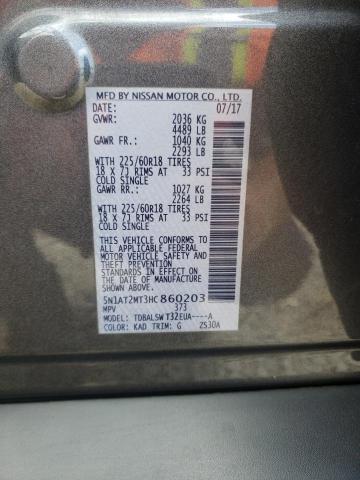 MFD BY NISSAN MOTOR CO., LTD.
DATE: 07/17
GVWR: 2036 KG
4489 LB
GAWR FR.: 1040 KG
2293 LB
WITH 225/60R18 TIRES
18 X 7J RIMS AT 33 PSI
COLD SINGLE
GAWR RR.: 1027 KG
2264 LB
WITH 225/60R18 TIRES
18 X 7J RIMS AT 33 PSI
COLD SINGLE
THIS VEHICLE CONFORMS TO
ALL APPLICABLE FEDERAL
MOTOR VEHICLE SAFETY AND
THEFT PREVENTION
STANDARDS IN EFFECT ON
THE DATE OF MANUFACTURE
SHOWN ABOVE.
5N1AT2MT3HC860203
MPV 373
MODEL: TDBALSW T32EUA----A
COLOR: KAD TRIM: G ZS30A